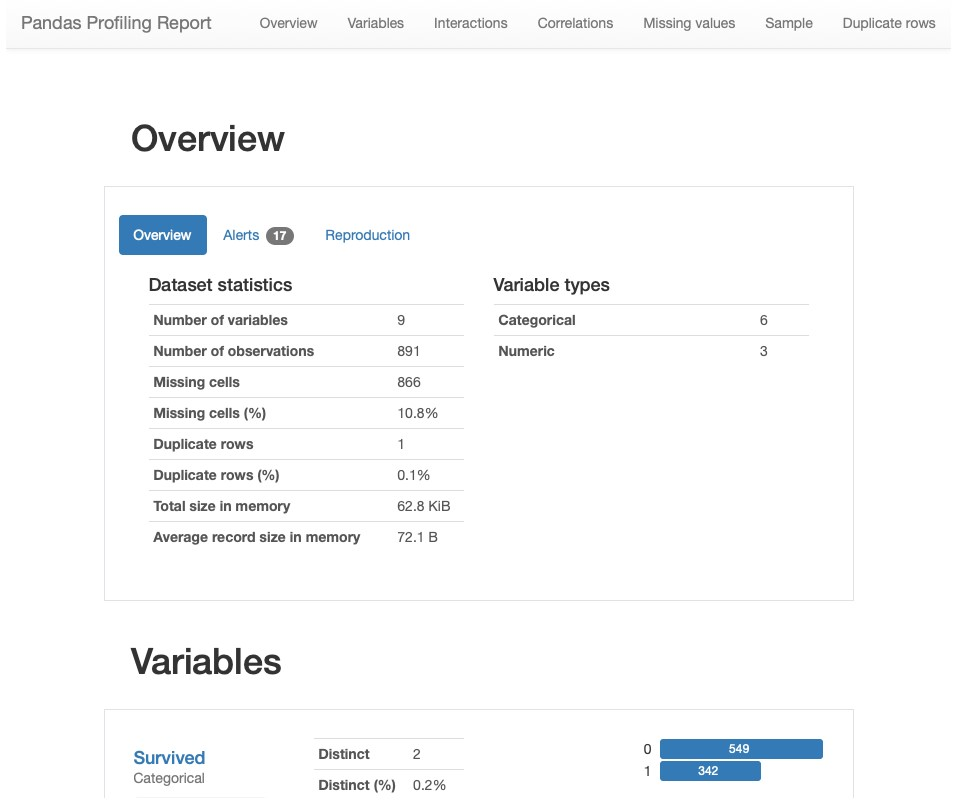 Pandas Profiling Report Overview Variables Interactions Correlations Missing values Sample Duplicate rows
Overview
Overview Alerts 17 Reproduction
Dataset statistics
Number of variables 9
Number of observations 891
Missing cells 866
Missing cells (%) 10.8%
Duplicate rows 1
Duplicate rows (%) 0.1%
Total size in memory 62.8 KiB
Average record size in memory 72.1 B
Variable types
Categorical 6
Numeric 3
Variables
Survived
Categorical
Distinct 2
Distinct (%) 0.2%
0 549
1 342